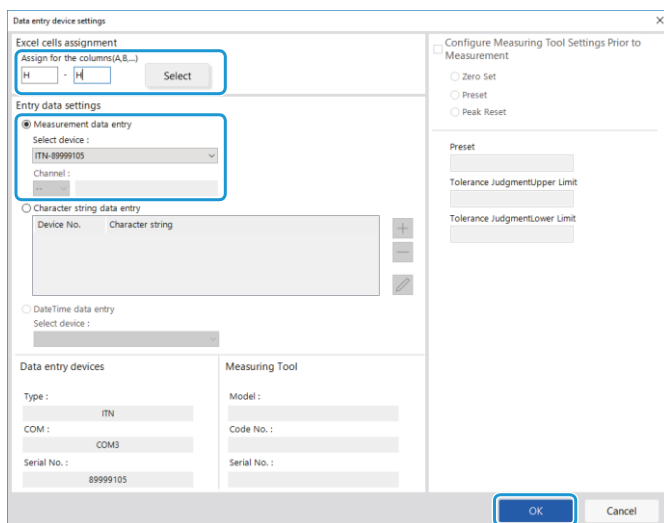 Data entry device settings
Excel cells assignment
Assign for the columns(A,B,...)
H - H Select
Entry data settings
Measurement data entry
Select device :
ITN-89999105
Channel :
--
Character string data entry
Device No. Character string
DateTime data entry
Select device :
Data entry devices
Type :
ITN
COM :
COM3
Serial No. :
89999105
Measuring Tool
Model :
Code No. :
Serial No. :
Configure Measuring Tool Settings Prior to
Measurement
Zero Set
Preset
Peak Reset
Preset
Tolerance JudgmentUpper Limit
Tolerance JudgmentLower Limit
OK Cancel